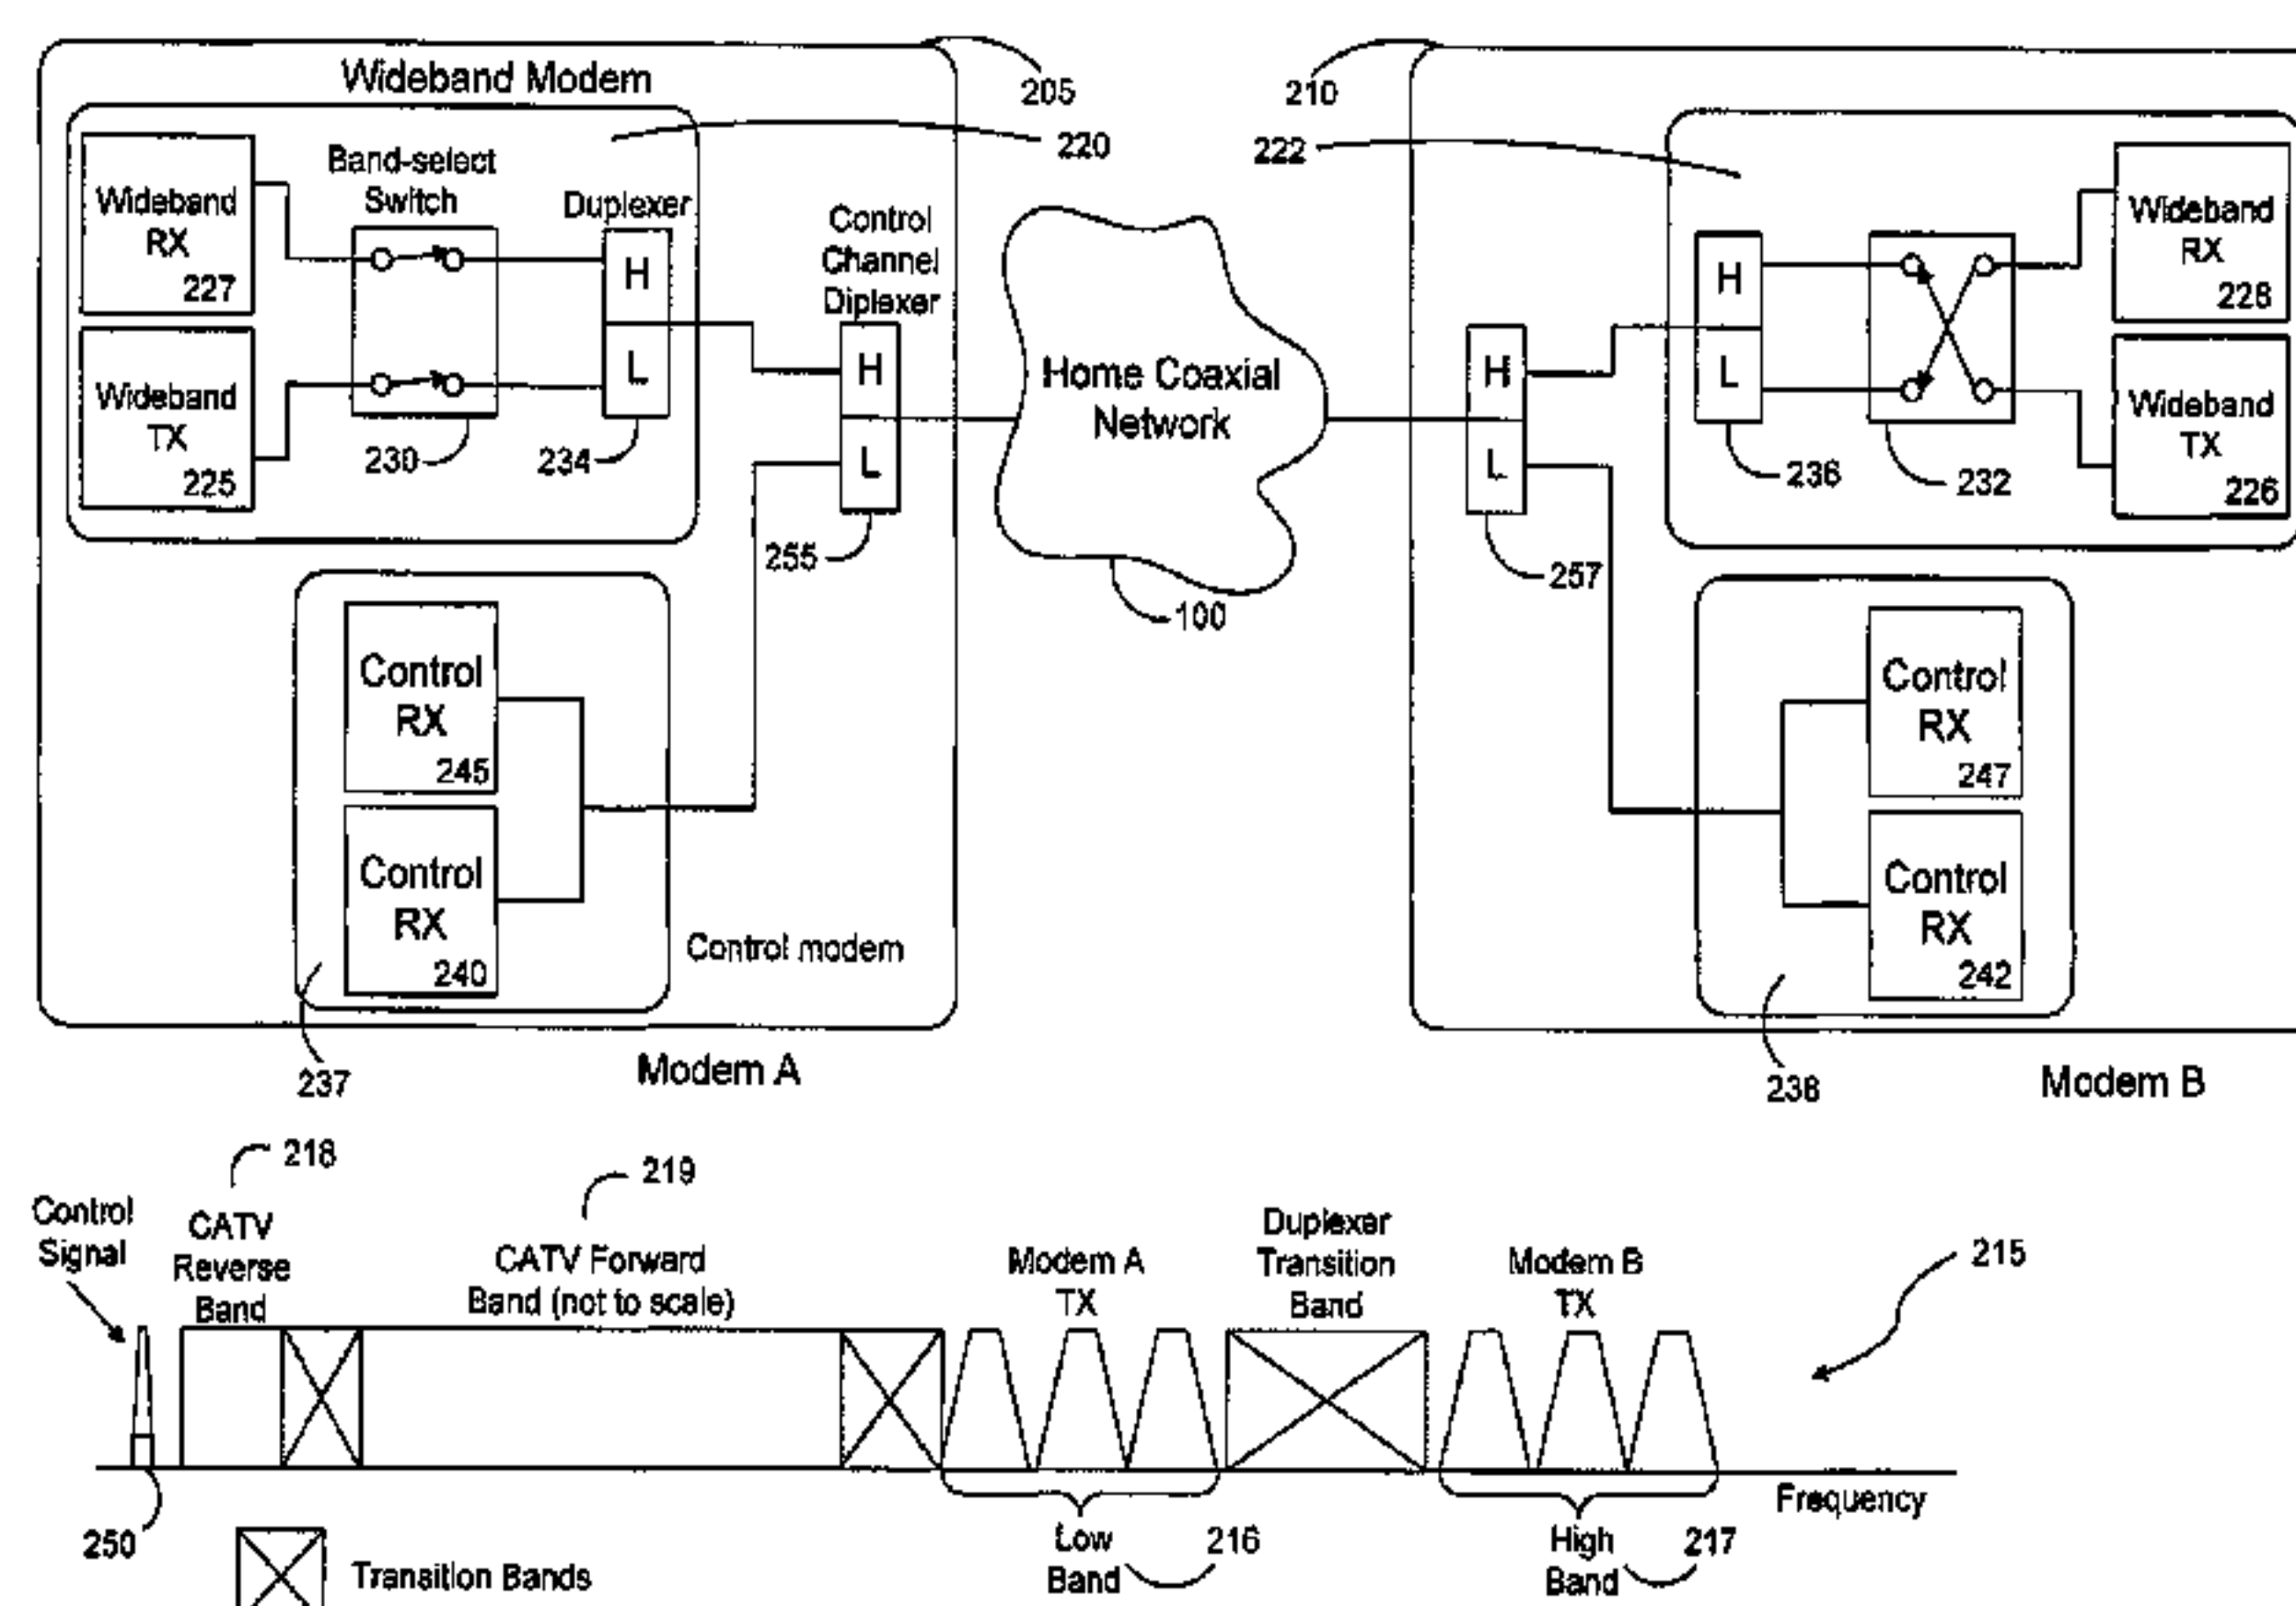 Wideband Modem
205
210
220
222
Wideband
RX
227
Band-select
Switch
Duplexer
H
L
Wideband
TX
225
230
234
Control
Channel
Diplexer
H
L
255
Home Coaxial
Network
100
H
L
257
H
L
236
232
Wideband
RX
228
Wideband
TX
226
Control
RX
245
Control
RX
240
Control modem
237
Modem A
Control
RX
247
Control
RX
242
238
Modem B
218
219
Control
Signal
CATV
Reverse
Band
CATV Forward
Band (not to scale)
Modem A
TX
Duplexer
Transition
Band
Modem B
TX
215
Frequency
250
Low
Band
216
High
Band
217
Transition Bands